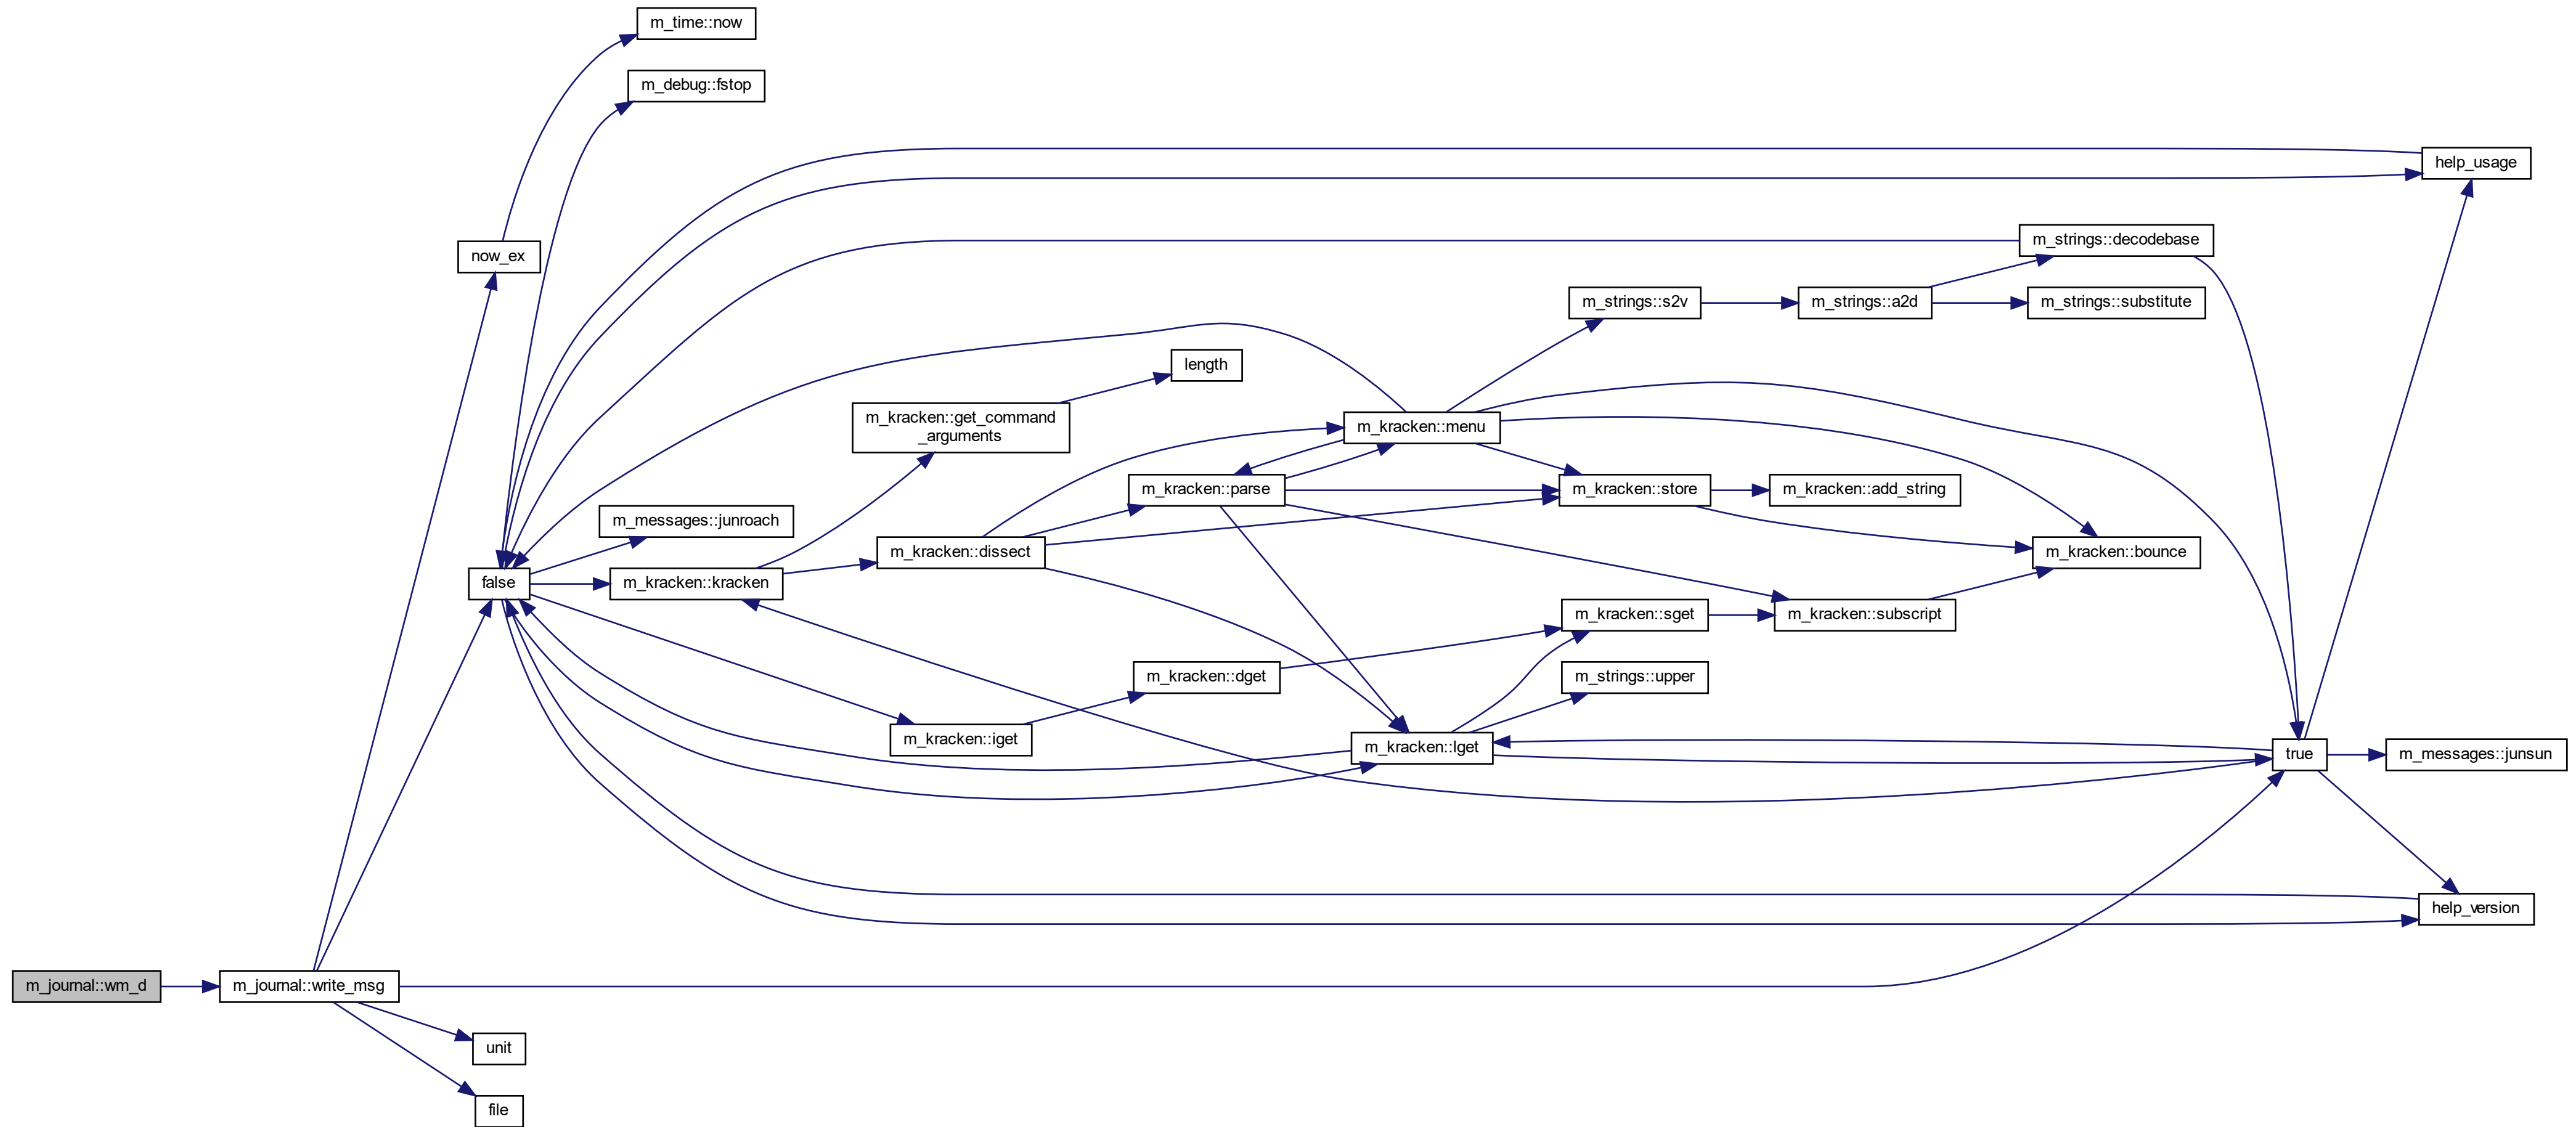 m_time::now
m_debug::fstop
help_usage
m_strings::decodebase
now_ex
m_strings::s2v
m_strings::a2d
m_strings::substitute
length
m_kracken::get_command
_arguments
m_kracken::menu
m_kracken::parse
m_kracken::store
m_kracken::add_string
m_messages::junroach
m_kracken::dissect
m_kracken::bounce
false
m_kracken::kracken
m_kracken::sget
m_kracken::subscript
m_kracken::dget
m_strings::upper
m_kracken::iget
m_kracken::lget
true
m_messages::junsun
help_version
m_journal::wm_d
m_journal::write_msg
unit
file